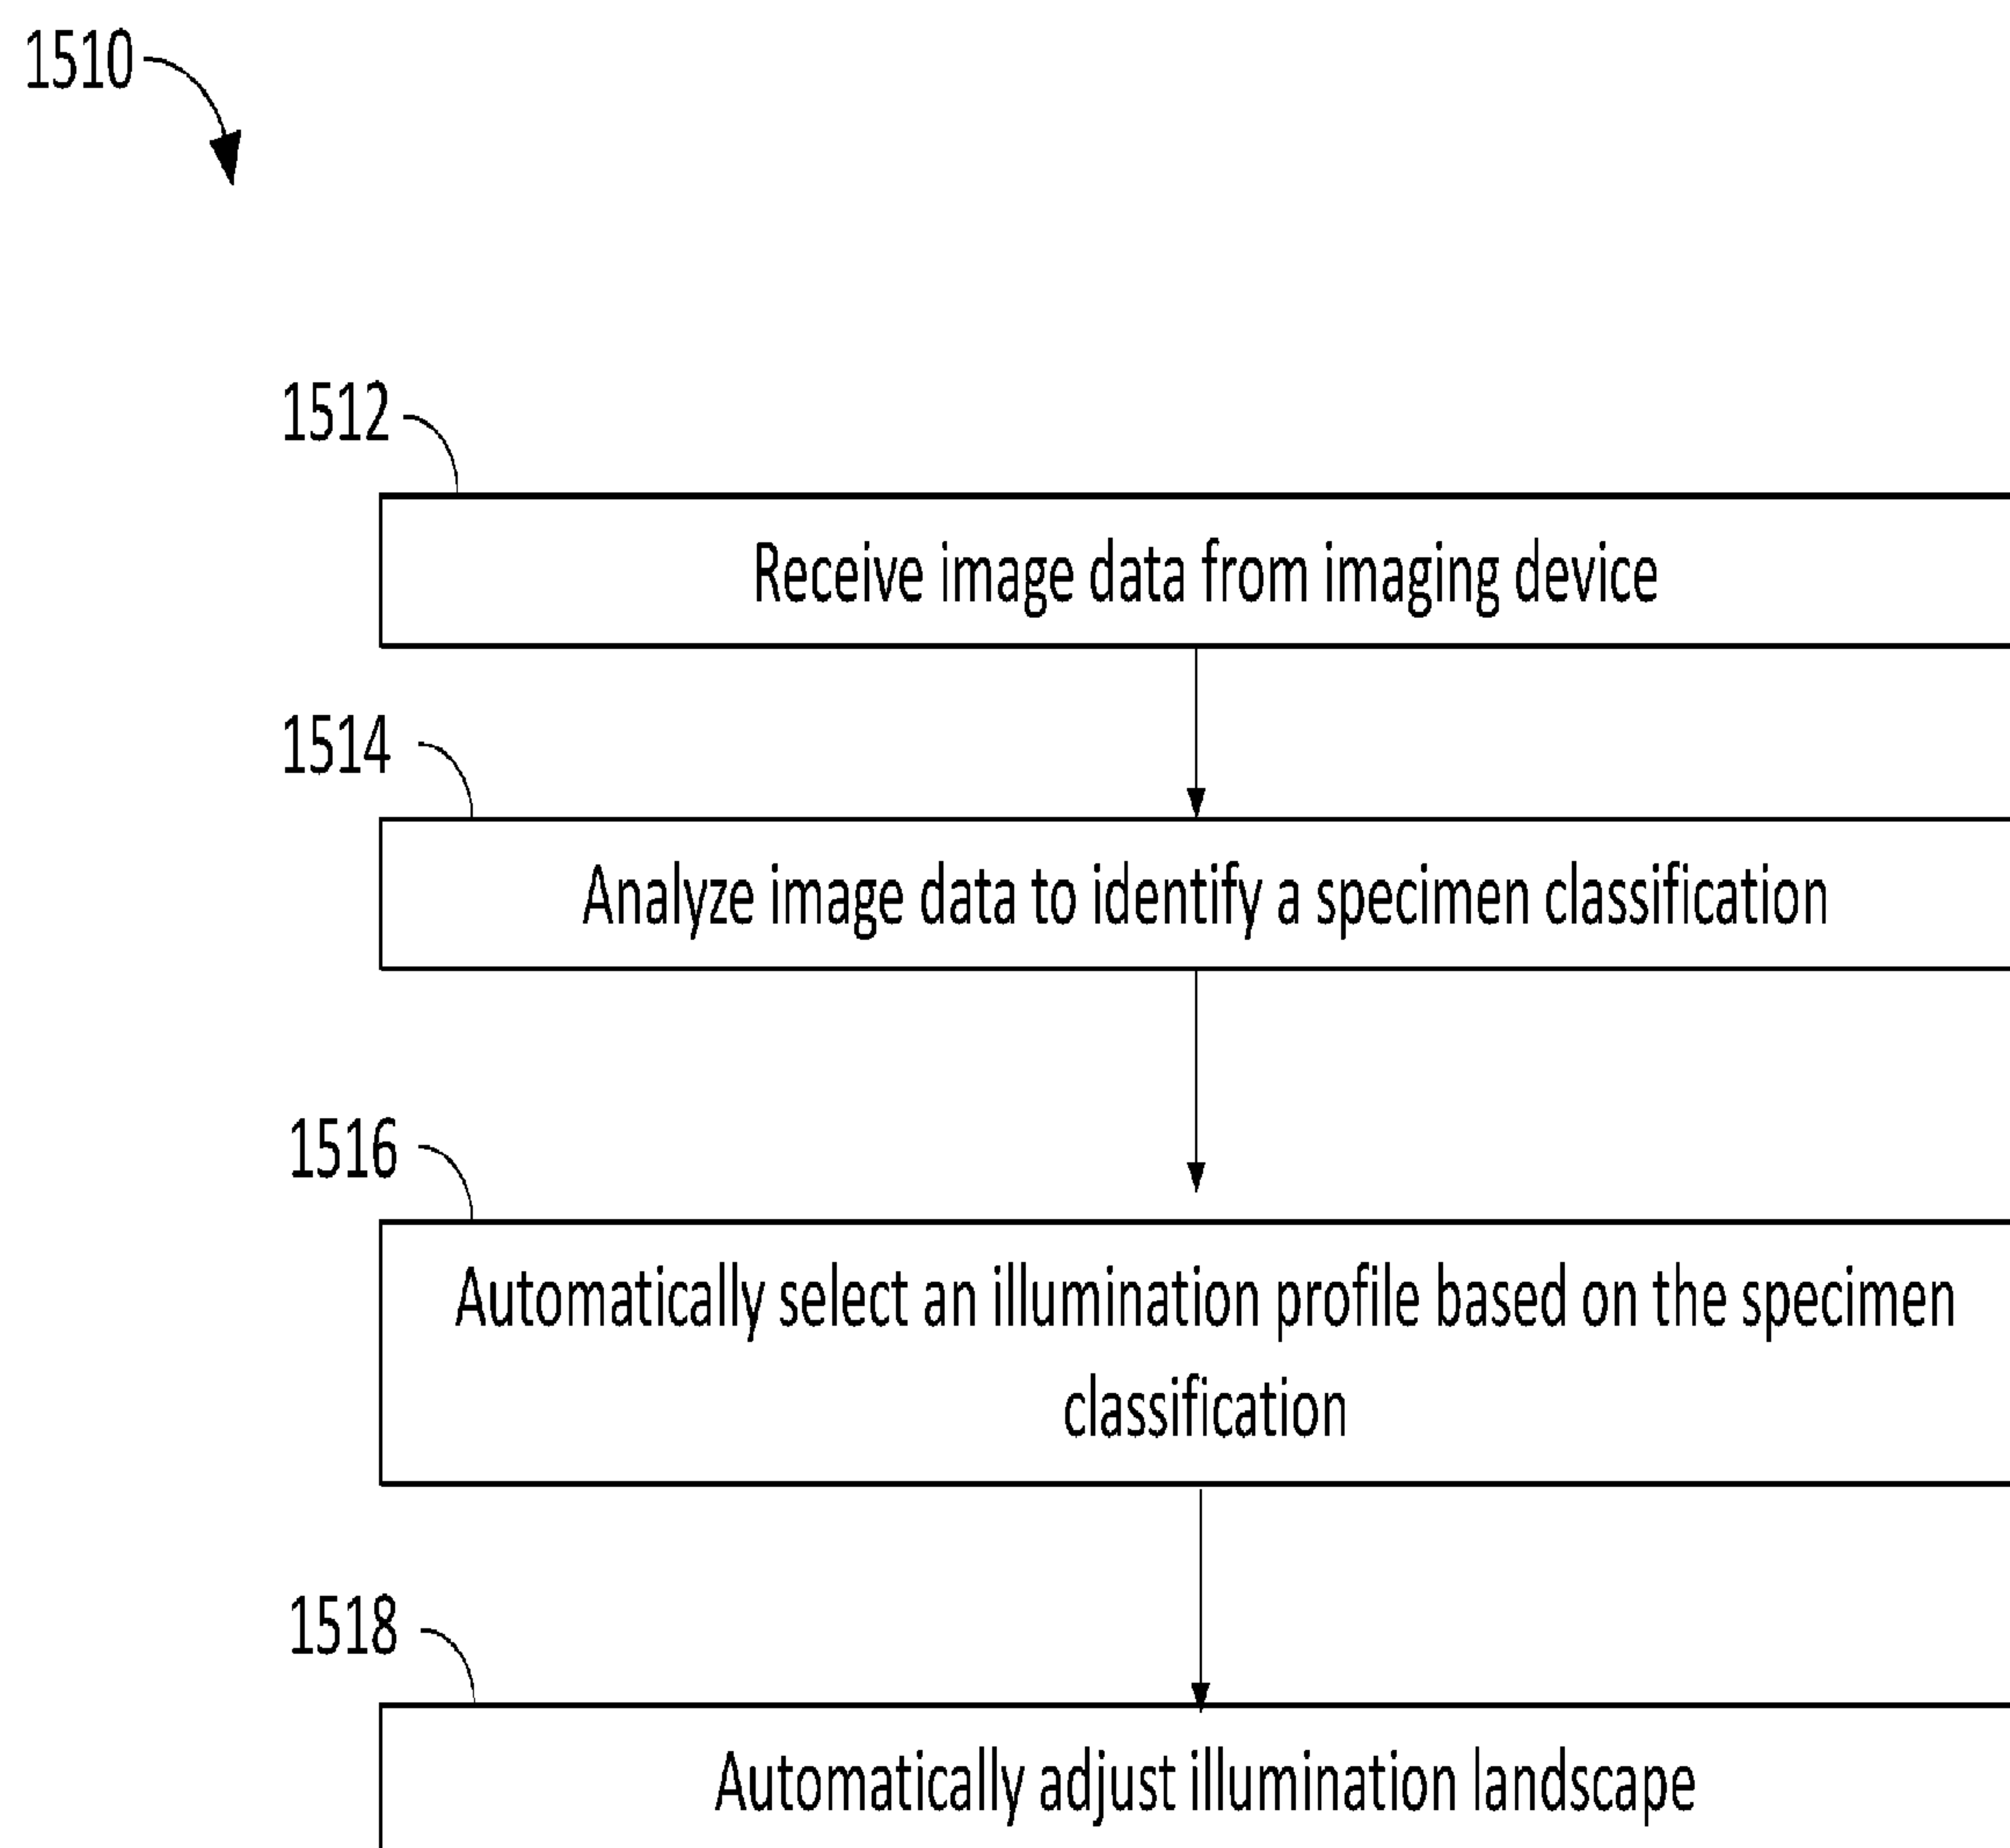 1510
1512
Receive image data from imaging device
1514
Analyze image data to identify a specimen classification
1516
Automatically select an illumination profile based on the specimen
classification
1518
Automatically adjust illumination landscape